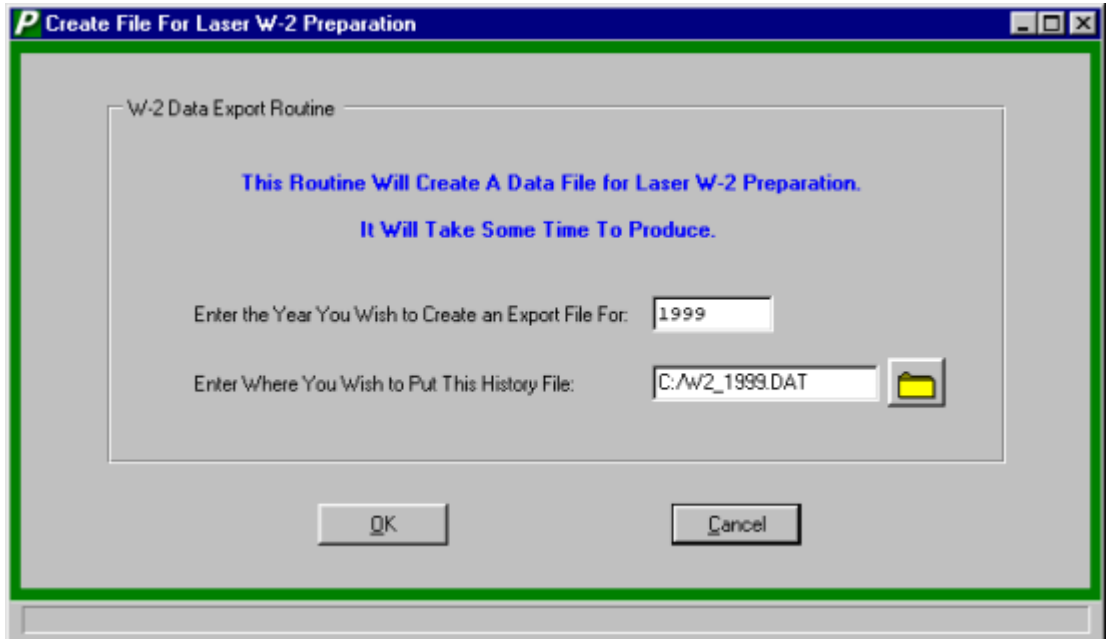 P Create File For Laser W-2 Preparation
W-2 Data Export Routine
This Routine Will Create A Data File for Laser W-2 Preparation.
It Will Take Some Time To Produce.
Enter the Year You Wish to Create an Export File For: 1999
Enter Where You Wish to Put This History File: C:/W2_1999.DAT
OK Cancel